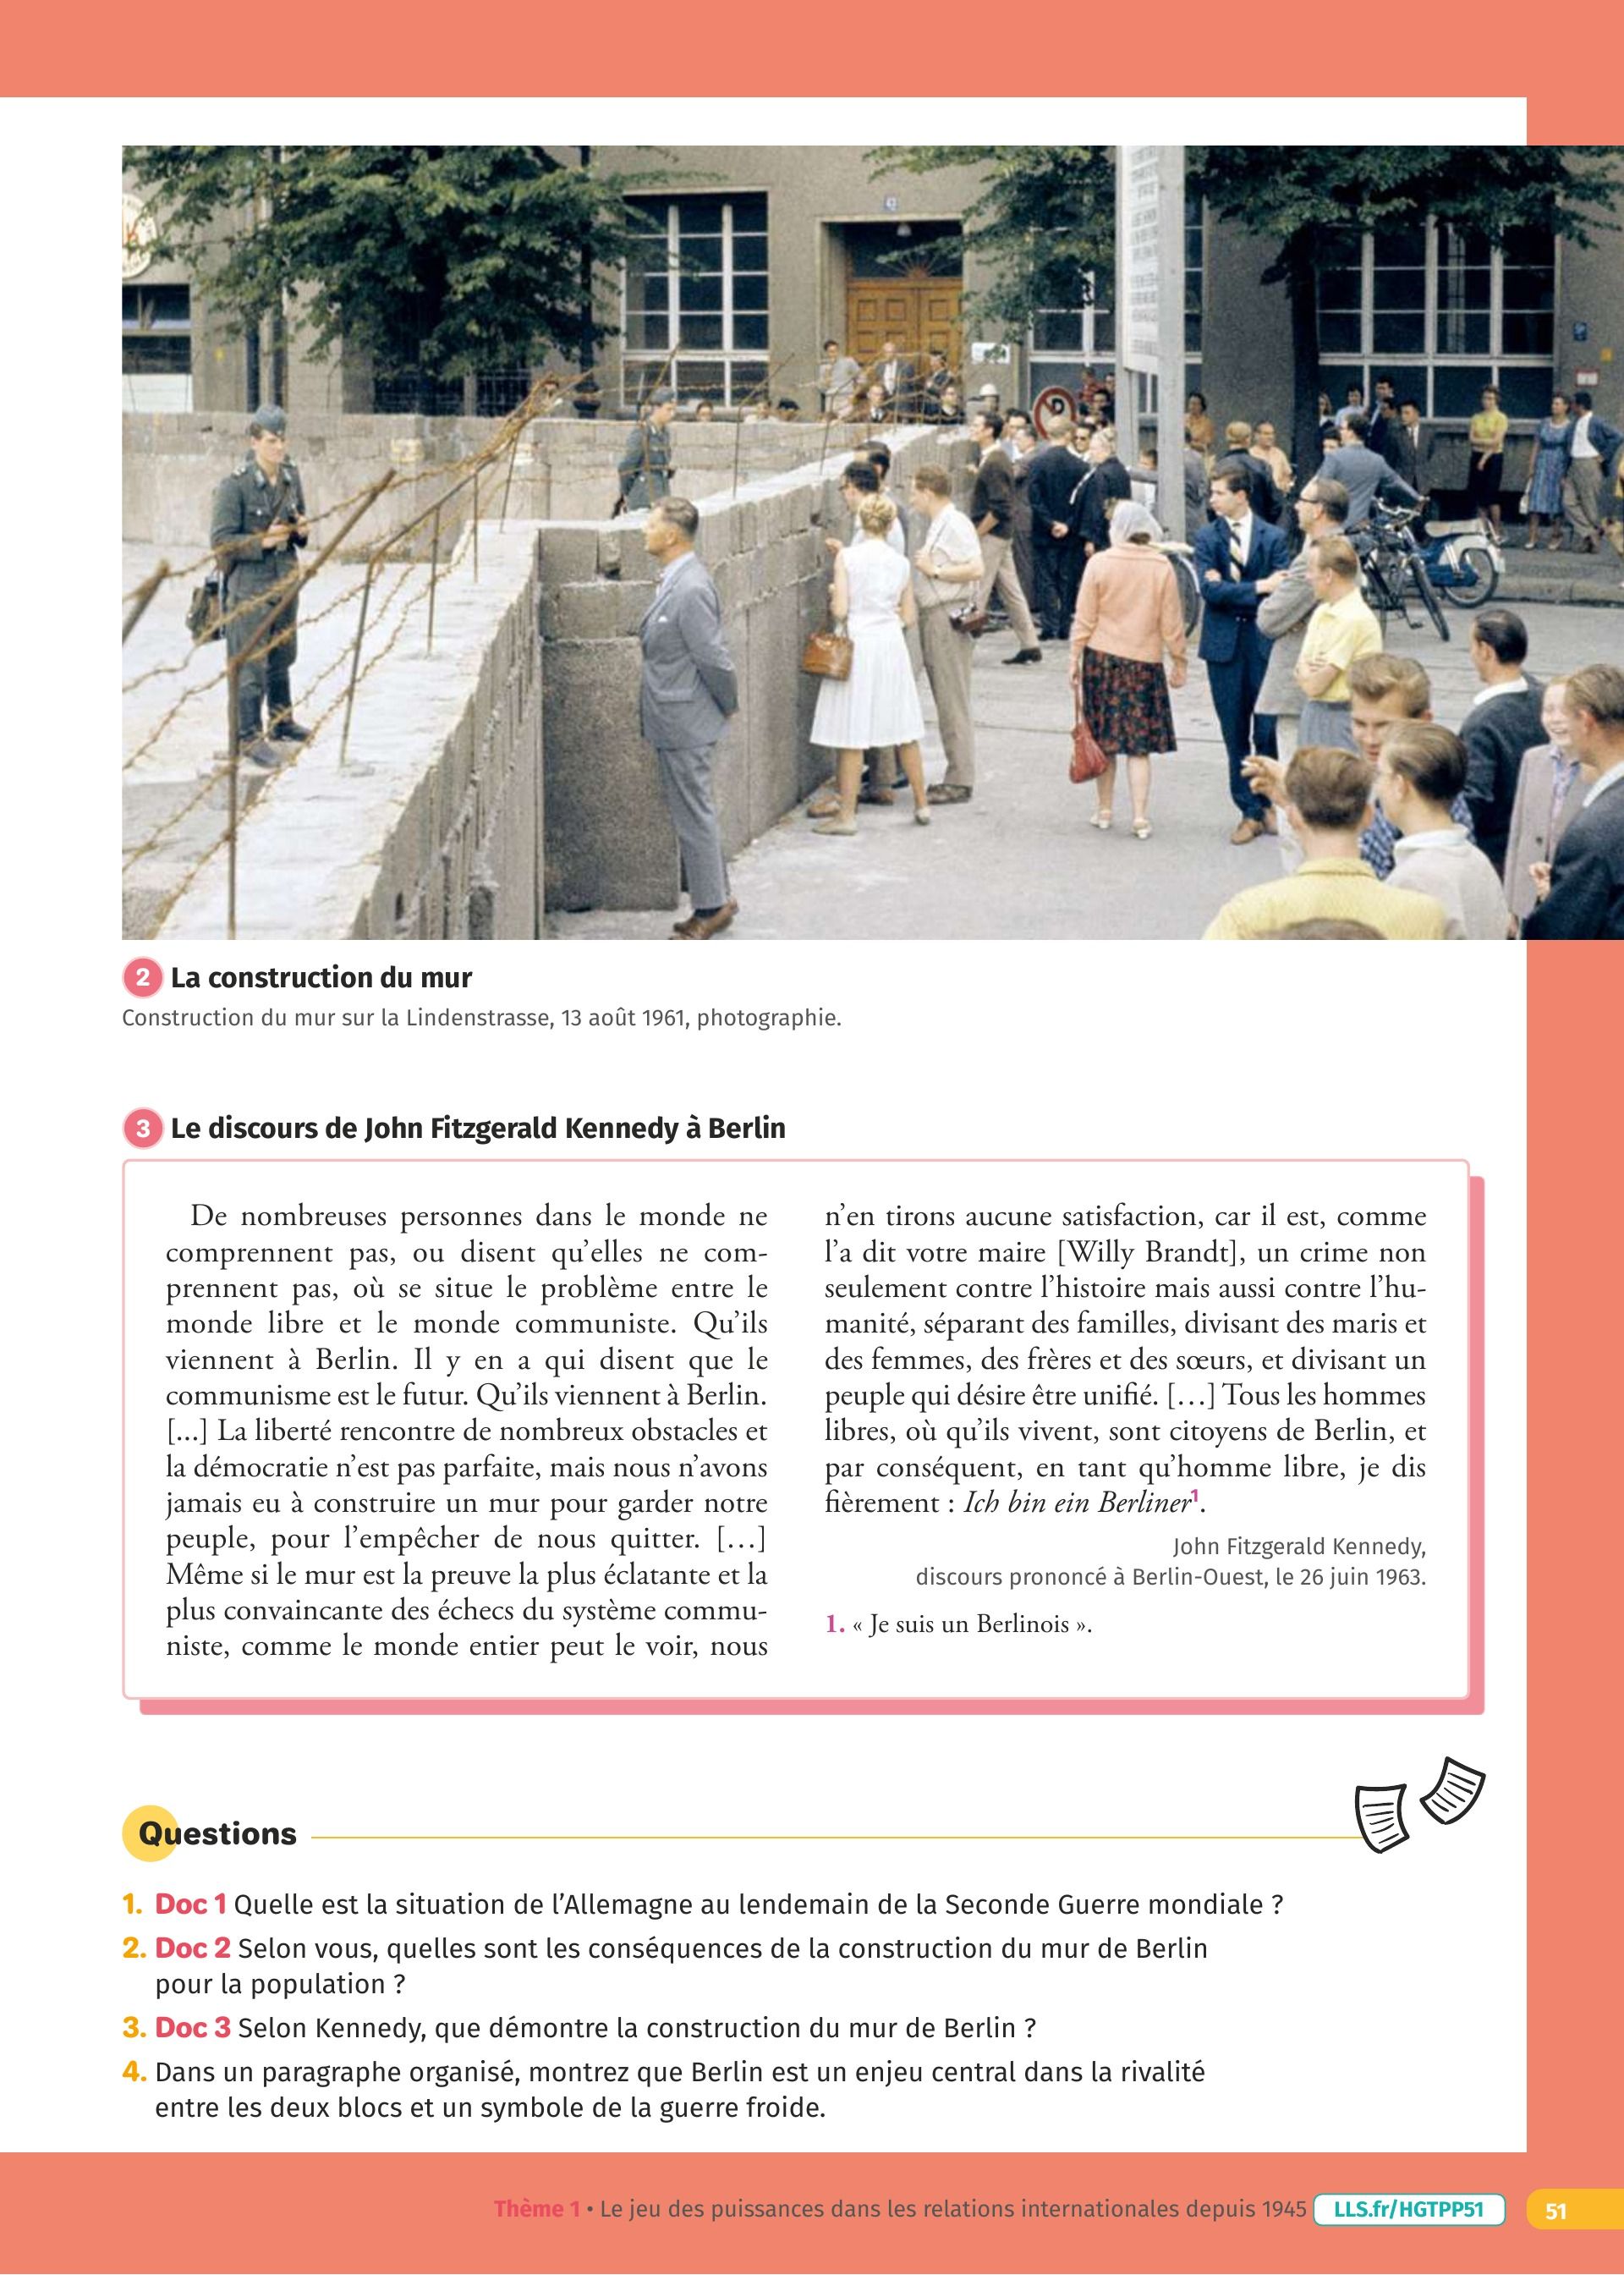 2 La construction du mur
Construction du mur sur la Lindenstrasse, 13 août 1961, photographie.
3 Le discours de John Fitzgerald Kennedy à Berlin
De nombreuses personnes dans le monde ne
comprennent pas, ou disent qu'elles ne com-
prennent pas, où se situe le problème entre le
monde libre et le monde communiste. Qu'ils
viennent à Berlin. Il y en a qui disent que le
communisme est le futur. Qu'ils viennent à Berlin.
[...] La liberté rencontre de nombreux obstacles et
la démocratie n'est pas parfaite, mais nous n'avons
jamais eu à construire un mur pour garder notre
peuple, pour l'empêcher de nous quitter. […]
Même si le mur est la preuve la plus éclatante et la
plus convaincante des échecs du système commu-
niste, comme le monde entier peut le voir, nous
n'en tirons aucune satisfaction, car il est, comme
l'a dit votre maire [Willy Brandt], un crime non
seulement contre l'histoire mais aussi contre l'hu-
manité, séparant des familles, divisant des maris et
des femmes, des frères et des sœurs, et divisant un
peuple qui désire être unifié. […] Tous les hommes
libres, où qu'ils vivent, sont citoyens de Berlin, et
par conséquent, en tant qu'homme libre, je dis
fièrement : Ich bin ein Berliner1.
John Fitzgerald Kennedy,
discours prononcé à Berlin-Ouest, le 26 juin 1963.
1. « Je suis un Berlinois ».
Questions
1. Doc 1 Quelle est la situation de l'Allemagne au lendemain de la Seconde Guerre mondiale ?
2. Doc 2 Selon vous, quelles sont les conséquences de la construction du mur de Berlin
pour la population ?
3. Doc 3 Selon Kennedy, que démontre la construction du mur de Berlin ?
4. Dans un paragraphe organisé, montrez que Berlin est un enjeu central dans la rivalité
entre les deux blocs et un symbole de la guerre froide.
Thème 1 • Le jeu des puissances dans les relations internationales depuis 1945 LLS.fr/HGTPP51 51